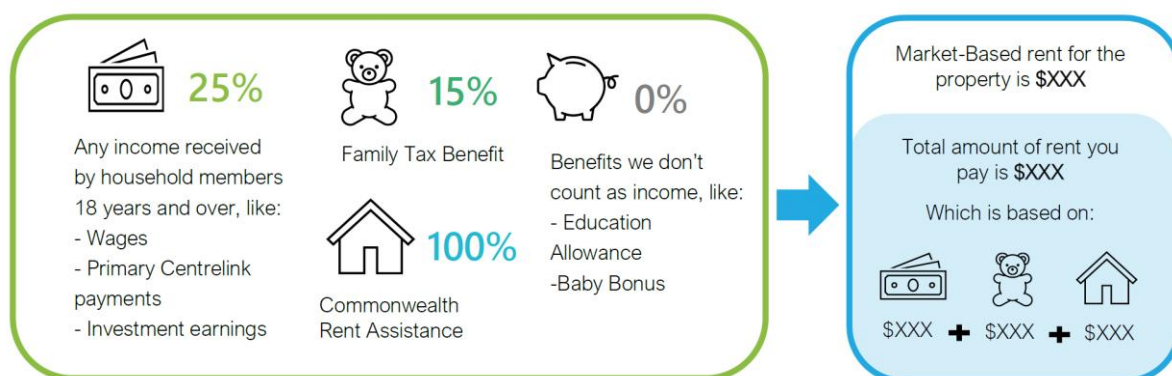 25%
Any income received
by household members
18 years and over, like:
- Wages
- Primary Centrelink
payments
- Investment earnings
15%
Family Tax Benefit
100%
Commonwealth
Rent Assistance
0%
Benefits we don't
count as income, like:
- Education
Allowance
-Baby Bonus
Market-Based rent for the
property is $XXX
Total amount of rent you
pay is $XXX
Which is based on:
$XXX + $XXX + $XXX